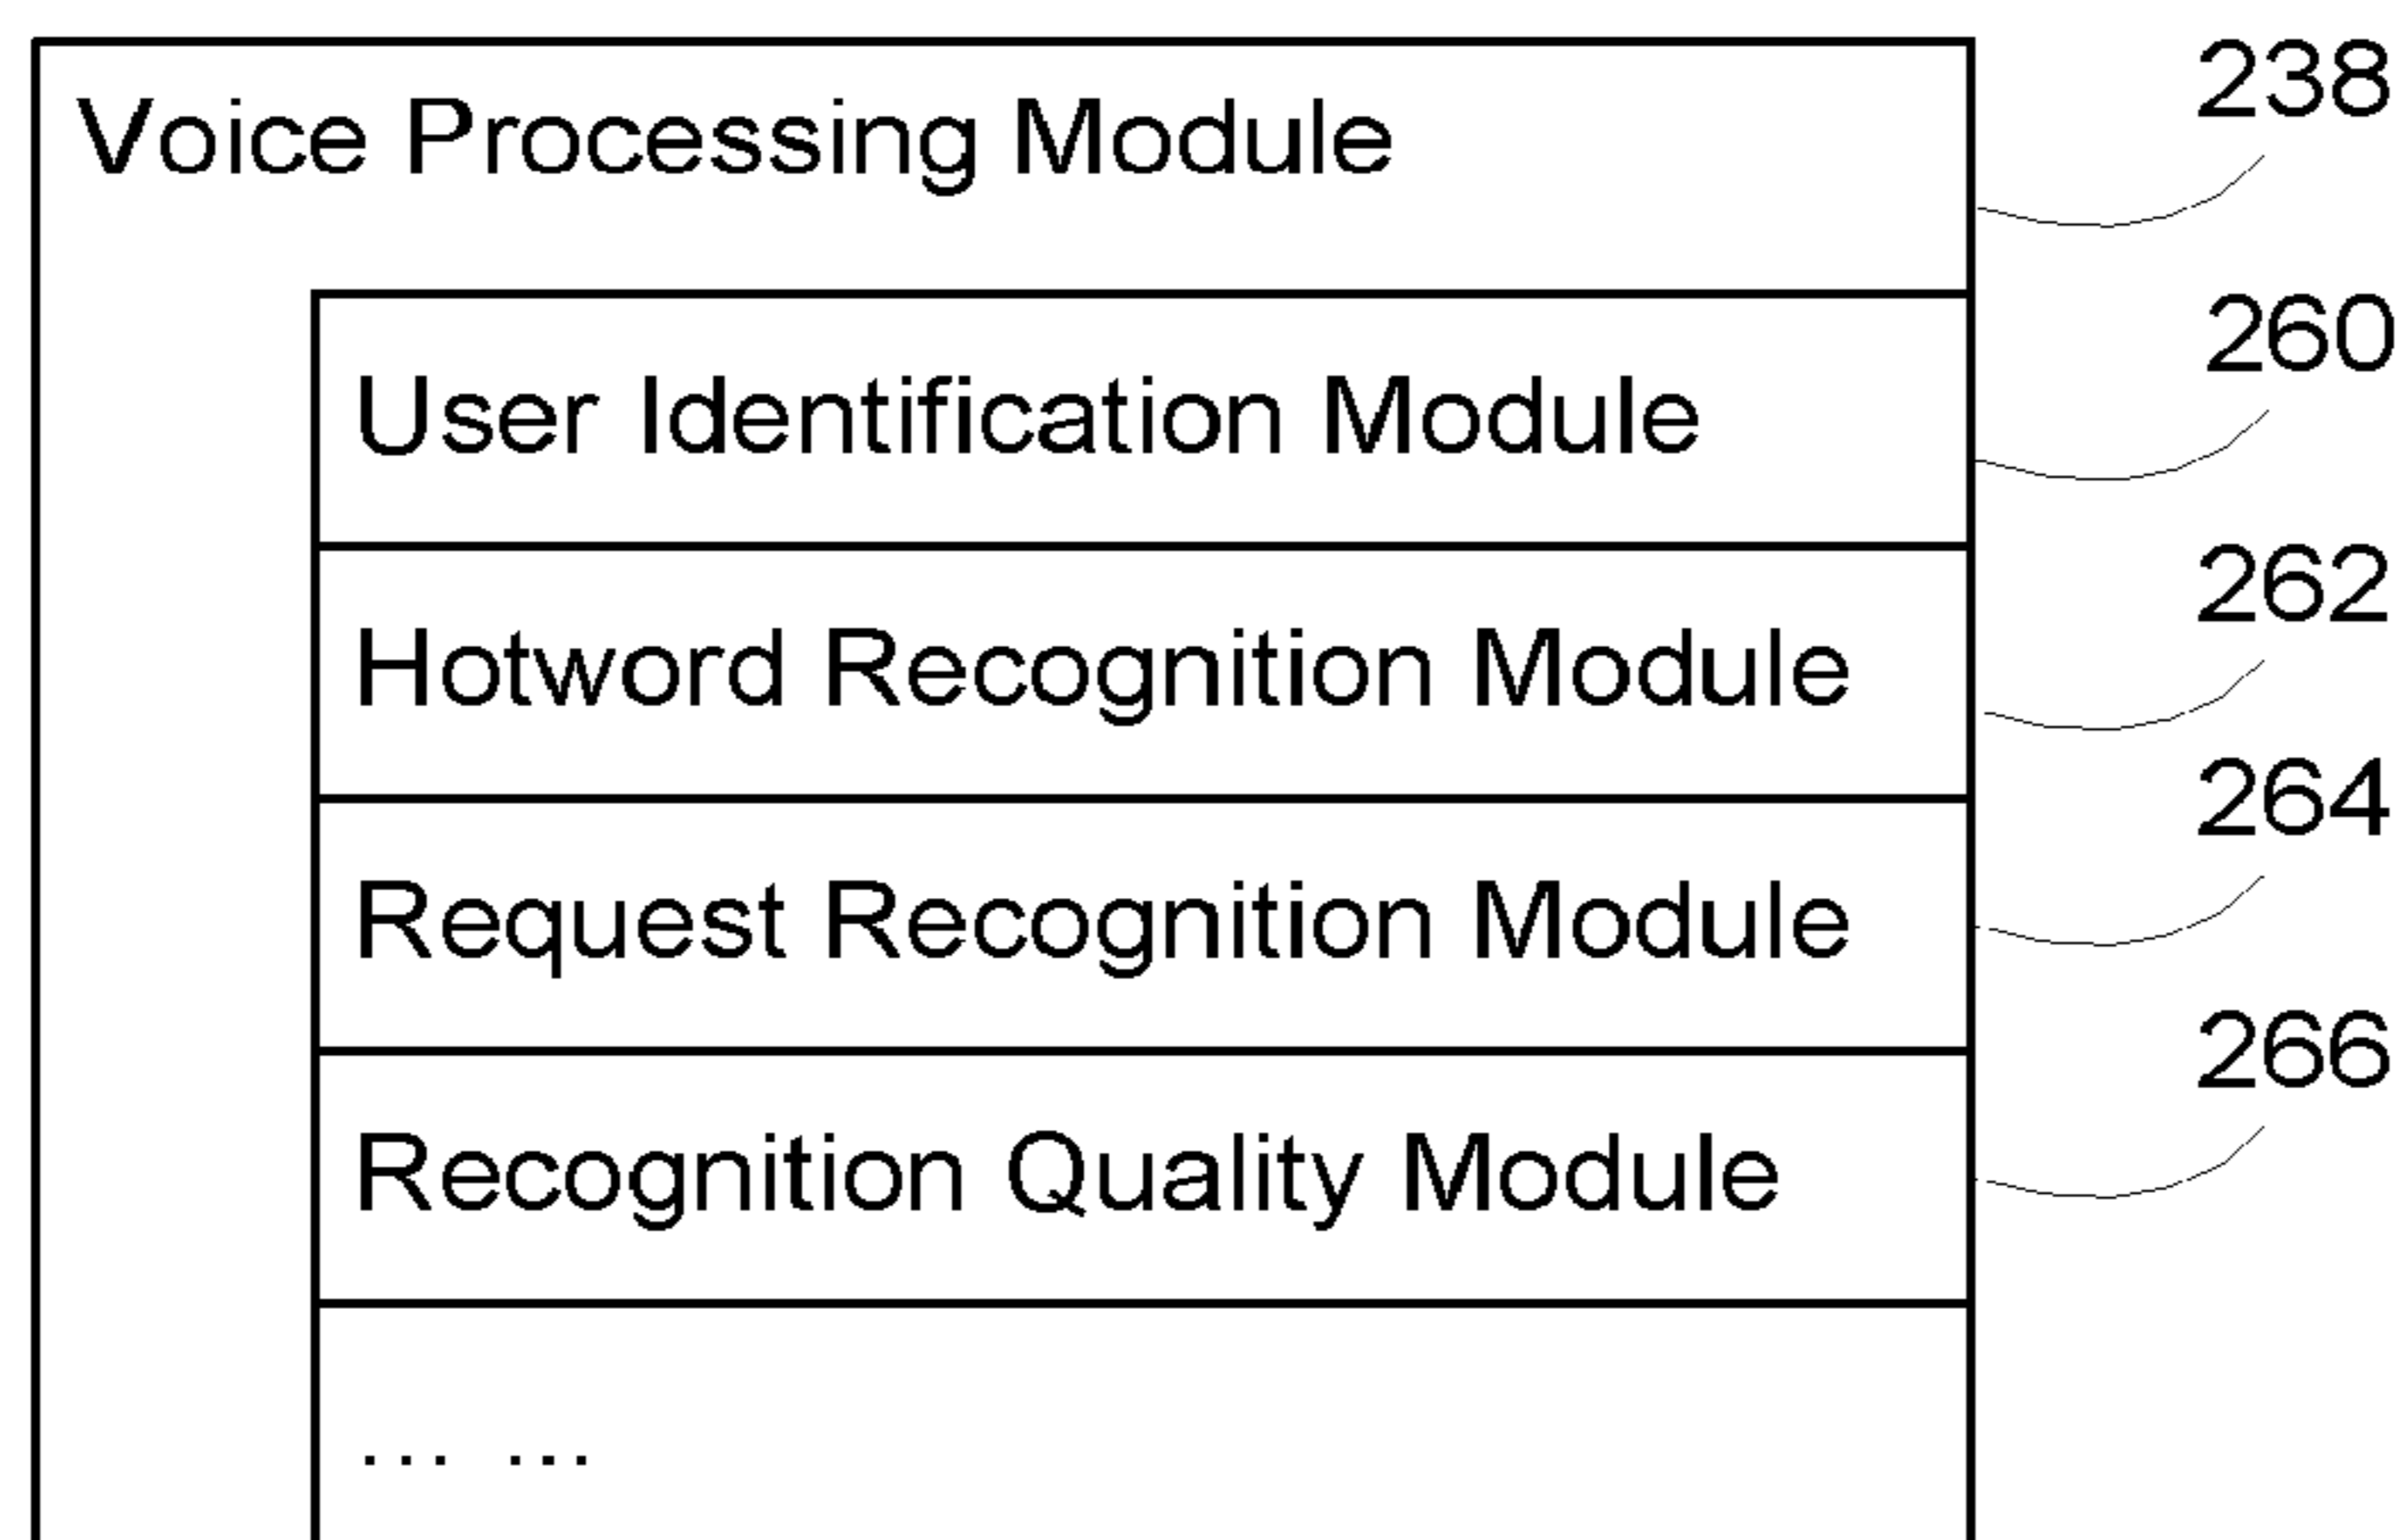 Voice Processing Module
238
User Identification Module
260
Hotword Recognition Module
262
Request Recognition Module
264
Recognition Quality Module
266
... ...